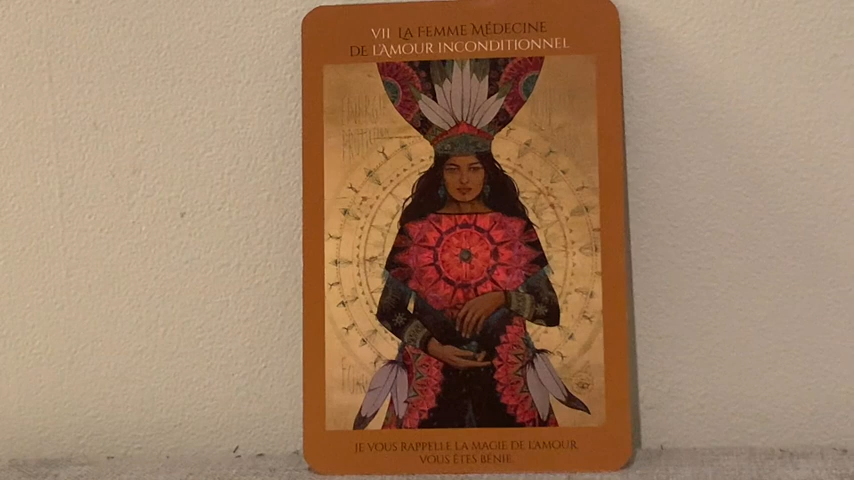 VII LA FEMME MÉDECINE
DE L'AMOUR INCONDITIONNEL
JE VOUS RAPPELLE LA MAGIE DE L'AMOUR.
VOUS ÊTES BÉNIE.